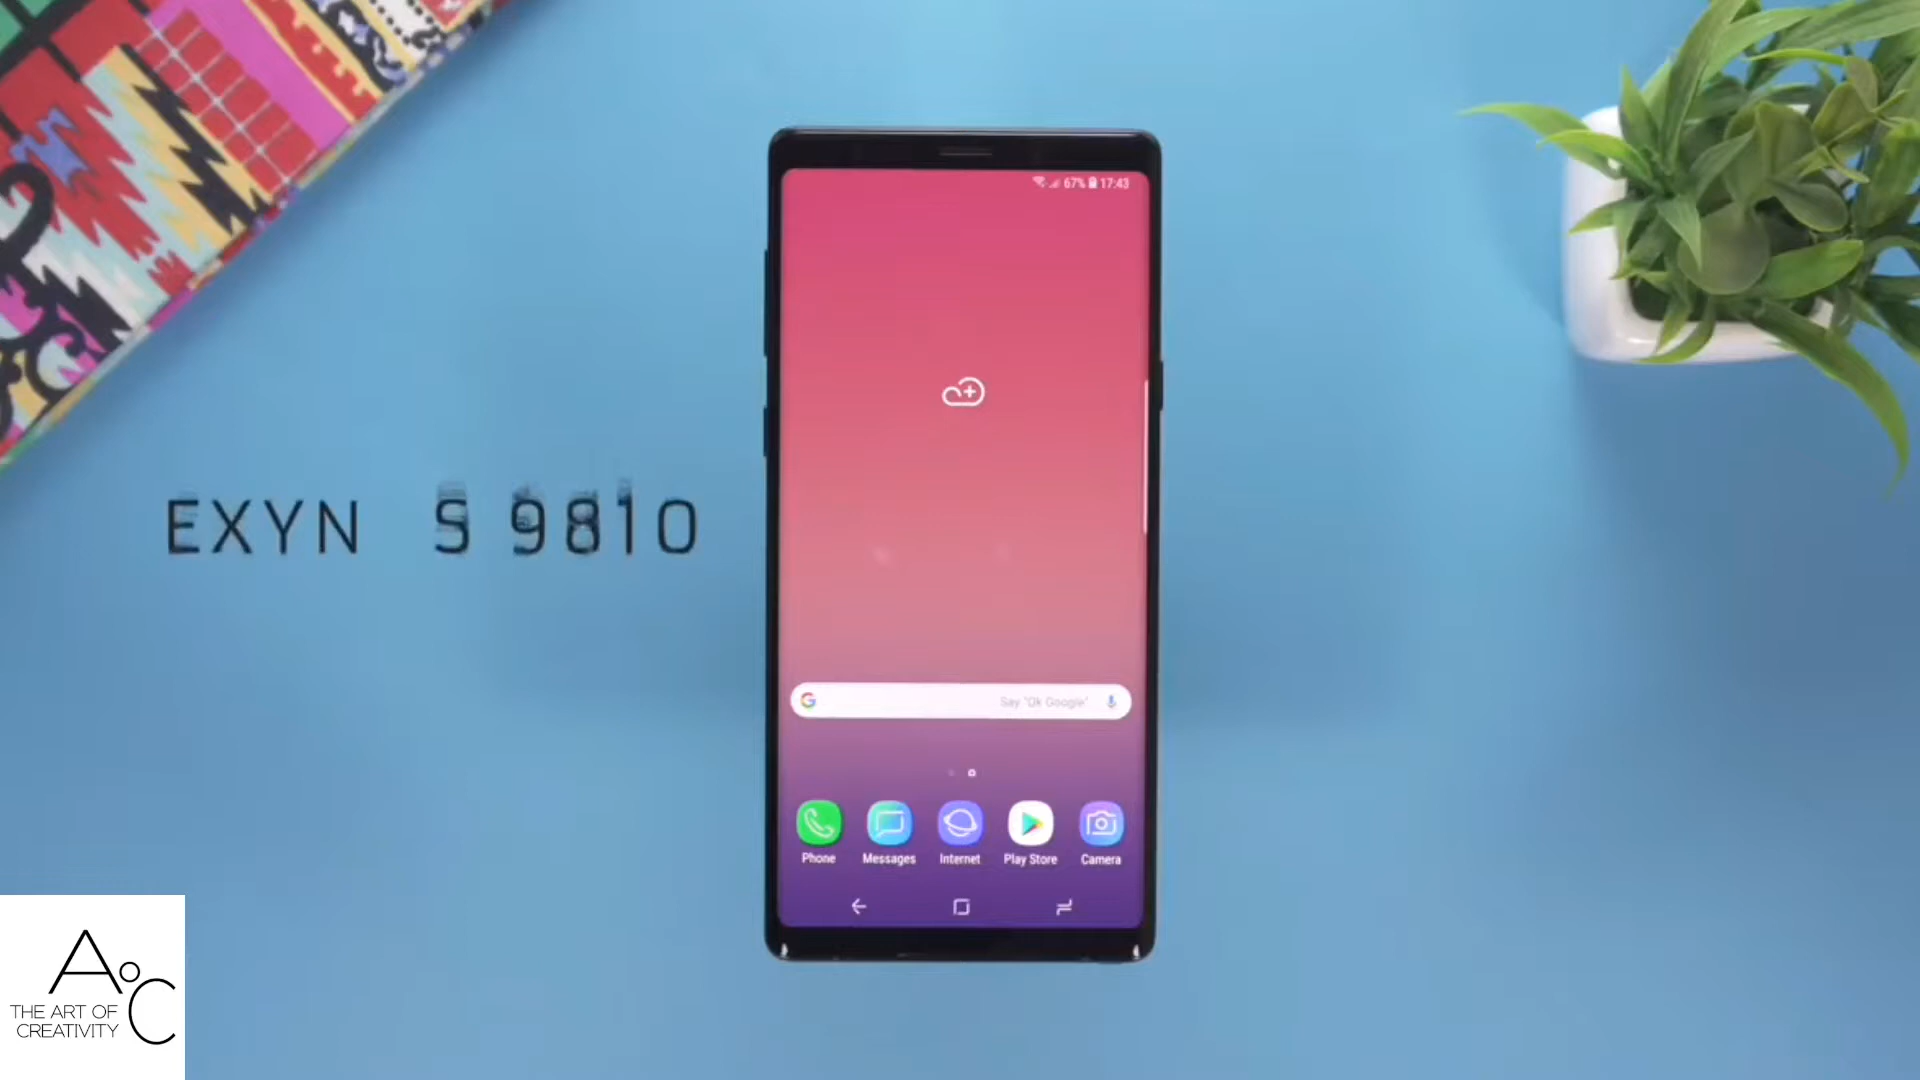 67% 17:43
EXYN S 9810
Say "Ok Google"
Phone Messages Internet Play Store Camera
A°C
THE ART OF
CREATIVITY